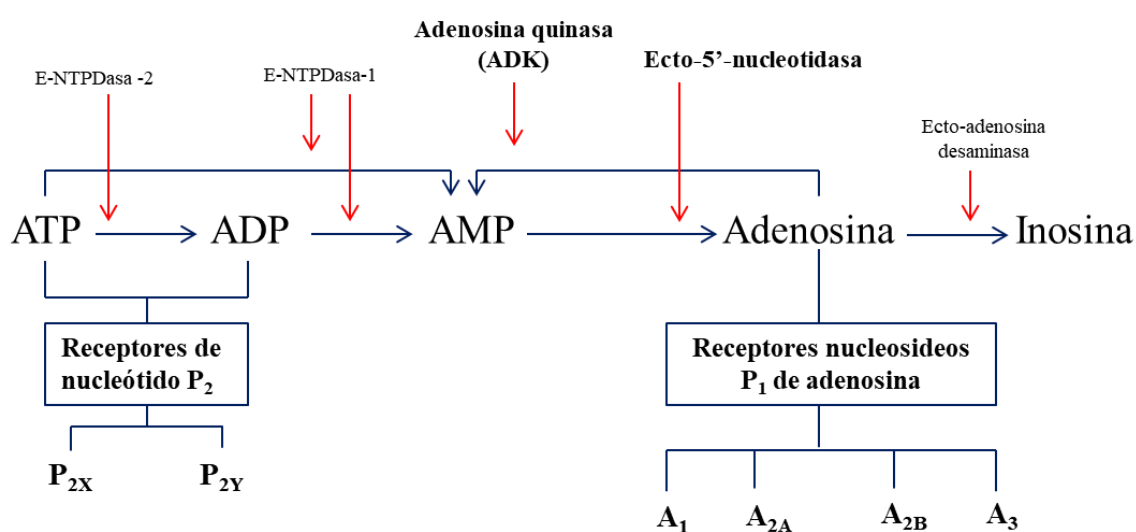 Adenosina quinasa
(ADK)
Ecto-5’-nucleotidasa
E-NTPDasa -2
E-NTPDasa-1
Ecto-adenosina
desaminasa
ATP
ADP
AMP
Adenosina
Inosina
Receptores de
nucleótido P₂
Receptores nucleosideos
P₁ de adenosina
P₂X
P₂Y
A₁
A₂A
A₂B
A₃